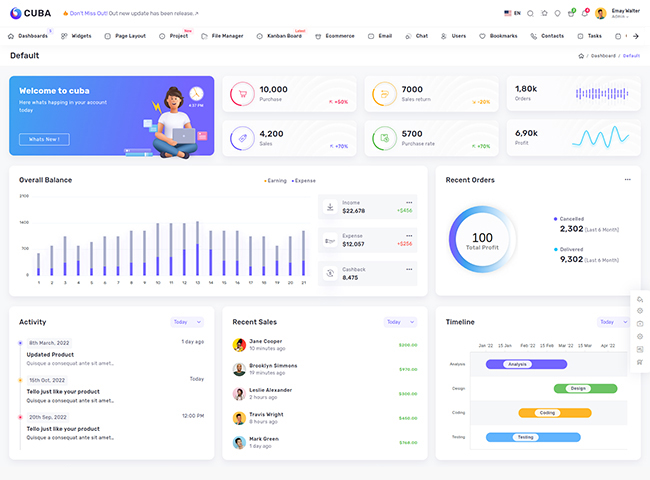 CUBA
Don't Miss Out! Out new update has been release.
EN
Emay Walter
Dashboards
Widgets
Page Layout
Project
New
File Manager
Kanban Board
Latest
Ecommerce
Email
Chat
Users
Bookmarks
Contacts
Tasks
Default
/ Dashboard / Default
Welcome to cuba
Here whats happing in your account
today
4:57 PM
Whats New !
10,000
Purchase
+50%
4,200
Sales
+70%
7000
Sales return
-20%
5700
Purchase rate
+70%
1,80k
Orders
6,90k
Profit
Overall Balance
Earning
Expense
2100
1400
700
0
1 2 3 4 5 6 7 8 9 10 11 12 13 14 15 16 17 18 19 20 21
Income
$22,678
+$456
Expense
$12,057
+$256
Cashback
8,475
Recent Orders
100
Total Profit
Cancelled
2,302 (Last 6 Month)
Delivered
9,302 (Last 6 Month)
Activity
Today
8th March, 2022
1 day ago
Updated Product
Quisque a consequat ante sit amet...
15th Oct, 2022
Today
Tello just like your product
Quisque a consequat ante sit amet...
20th Sep, 2022
12:00 PM
Tello just like your product
Quisque a consequat ante sit amet...
Recent Sales
Today
Jane Cooper
10 minutes ago
$200.00
Brooklyn Simmons
19 minutes ago
$970.00
Leslie Alexander
2 hours ago
$300.00
Travis Wright
8 hours ago
$450.00
Mark Green
1 day ago
$768.00
Timeline
Today
Jan '22 15 Jan Feb '22 15 Feb Mar '22 15 Mar Apr '22
Analysis
Analysis
Design
Design
Coding
Coding
Testing
Testing